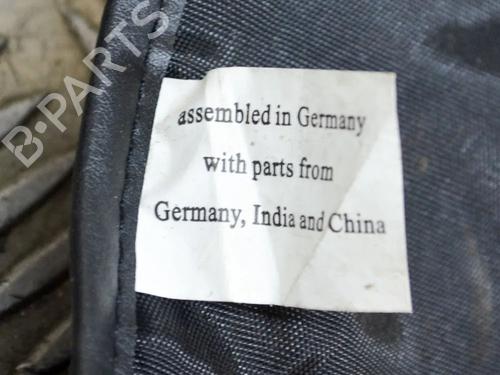 B-PARTS
assembled in Germany
with parts from
Germany, India and China